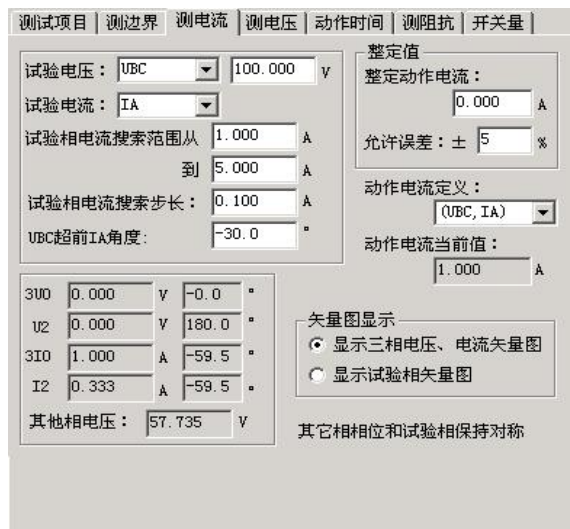 测试项目 测边界 测电流 测电压 动作时间 测阻抗 开关量
试验电压： UBC 100.000 V
试验电流： IA
试验相电流搜索范围从 1.000 A
到 5.000 A
试验相电流搜索步长： 0.100 A
UBC超前IA角度: -30.0 °
整定值
整定动作电流：
0.000 A
允许误差：± 5 %
动作电流定义：
(UBC,IA)
动作电流当前值：
1.000 A
3U0 0.000 V -0.0 °
U2 0.000 V 180.0 °
3I0 1.000 A -59.5 °
I2 0.333 A -59.5 °
其他相电压： 57.735 V
矢量图显示
显示三相电压、电流矢量图
显示试验相矢量图
其它相相位和试验相保持对称